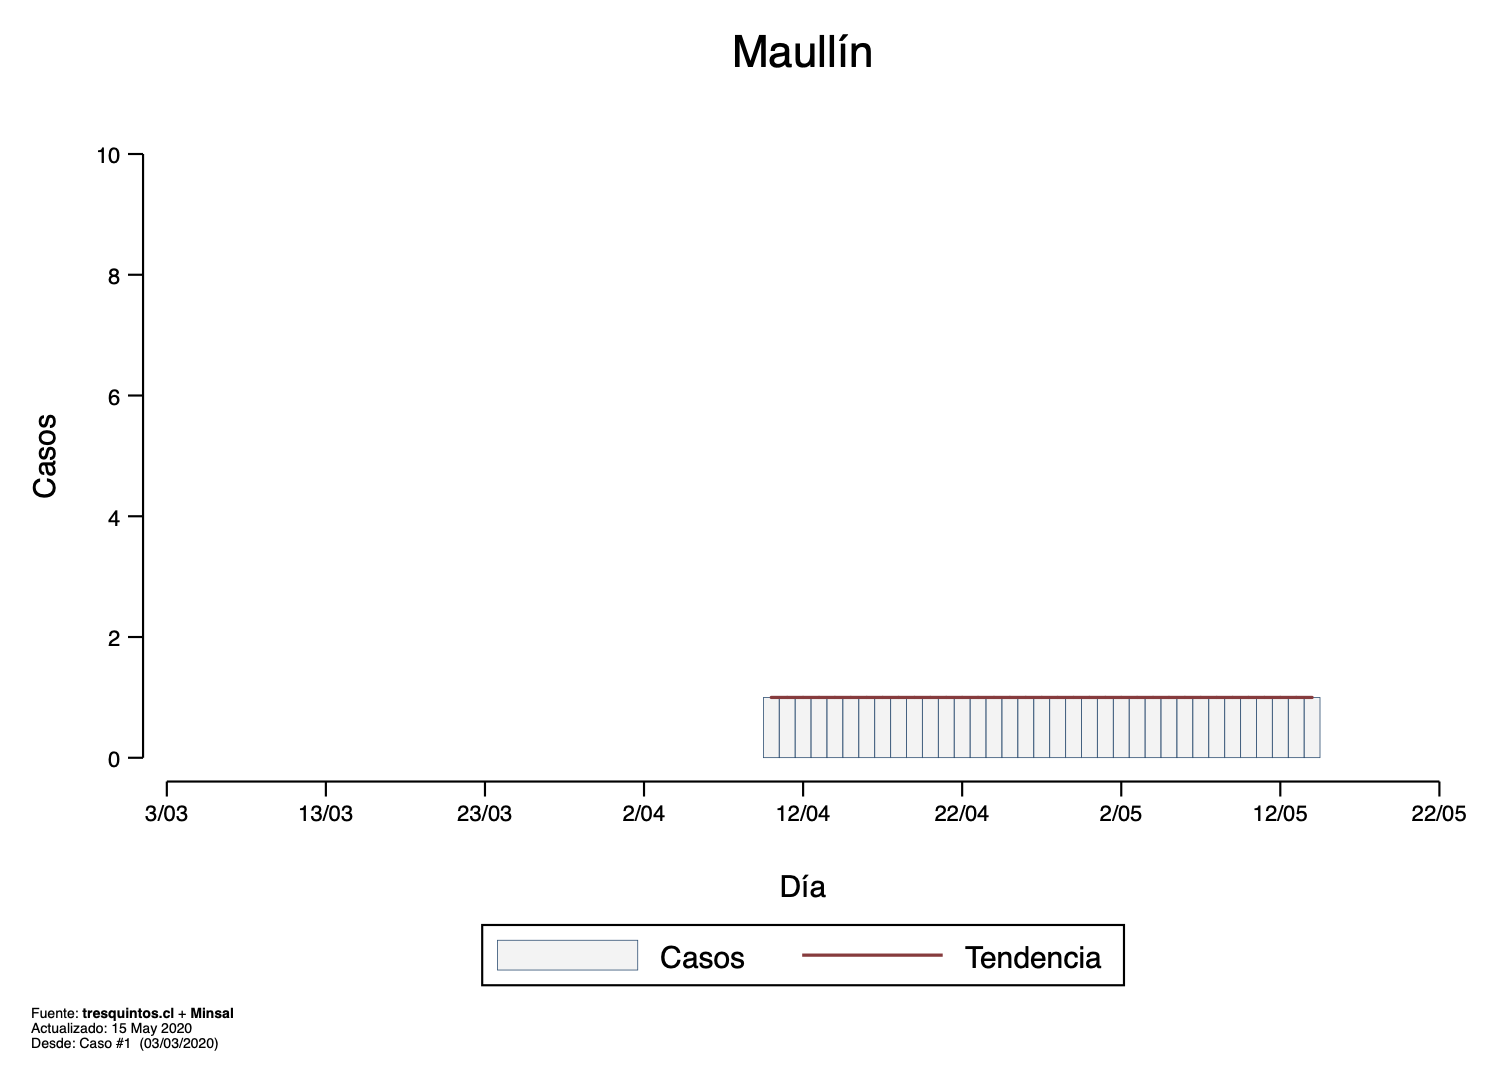 Maullín
10
8
6
4
2
0
Casos
3/03 13/03 23/03 2/04 12/04 22/04 2/05 12/05 22/05
Día
Casos Tendencia
Fuente: tresquintos.cl + Minsal
Actualizado: 15 May 2020
Desde: Caso #1 (03/03/2020)